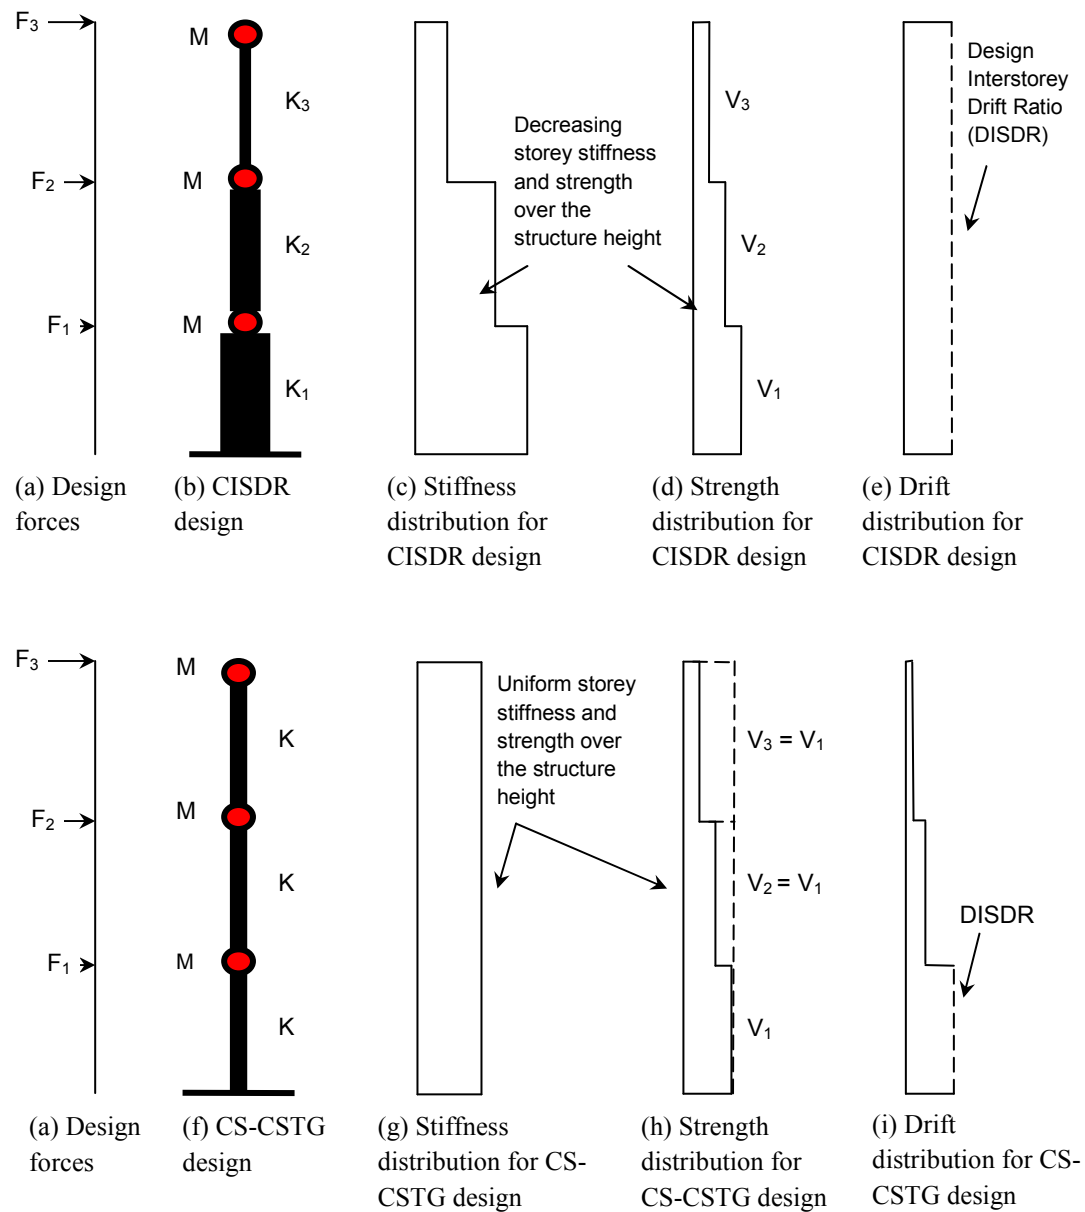 F3
M
K3
F2
M
K2
F1
M
K1
Decreasing
storey stiffness
and strength
over the
structure height
V3
V2
V1
Design
Interstorey
Drift Ratio
(DISDR)
(a) Design
forces
(b) CISDR
design
(c) Stiffness
distribution for
CISDR design
(d) Strength
distribution for
CISDR design
(e) Drift
distribution for
CISDR design
F3
M
K
F2
M
K
F1
M
K
Uniform storey
stiffness and
strength over
the structure
height
V3 = V1
V2 = V1
V1
DISDR
(a) Design
forces
(f) CS-CSTG
design
(g) Stiffness
distribution for CS-
CSTG design
(h) Strength
distribution for
CS-CSTG design
(i) Drift
distribution for CS-
CSTG design